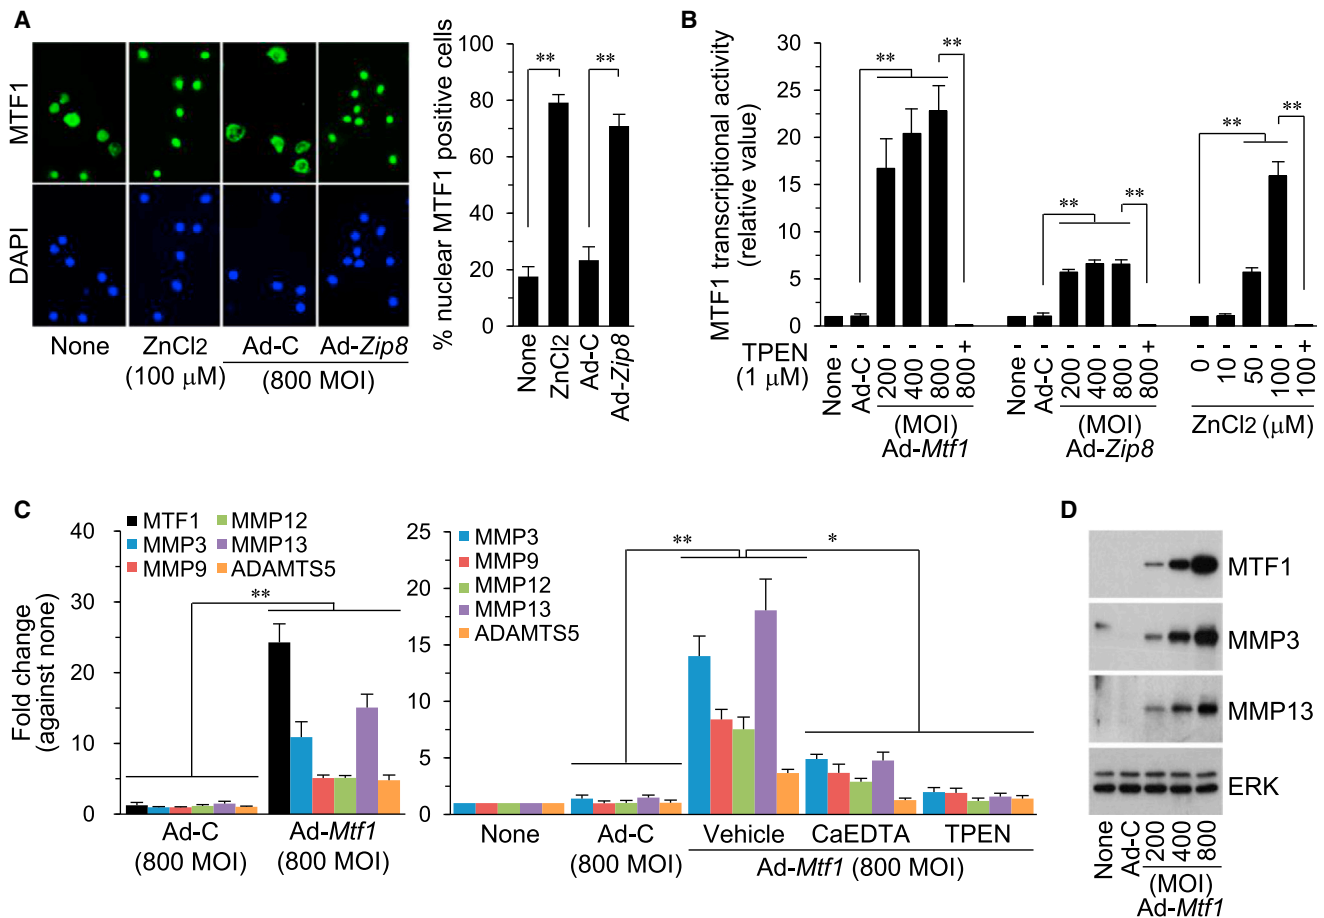 A
MTF1
DAPI
None
ZnCl2
(100 μM)
Ad-C
Ad-Zip8
(800 MOI)
% nuclear MTF1 positive cells
100
80
60
40
20
0
** **
None
ZnCl2
Ad-C
Ad-Zip8
B
MTF1 transcriptional activity
(relative value)
30
25
20
15
10
5
0
** ** ** ** ** **
TPEN - - - - - + - - - - - + - - - - +
(1 μM)
None
Ad-C
200
400
800
800
(MOI)
Ad-Mtf1
None
Ad-C
200
400
800
800
(MOI)
Ad-Zip8
0
10
50
100
100
ZnCl2 (μM)
C
Fold change
(against none)
40
30
20
10
0
MTF1 MMP12
MMP3 MMP13
MMP9 ADAMTS5
**
Ad-C
(800 MOI)
Ad-Mtf1
(800 MOI)
25
20
15
10
5
0
MMP3
MMP9
MMP12
MMP13
ADAMTS5
** *
None
Ad-C
(800 MOI)
Vehicle CaEDTA TPEN
Ad-Mtf1 (800 MOI)
D
MTF1
MMP3
MMP13
ERK
None
Ad-C
200
400
800
(MOI)
Ad-Mtf1